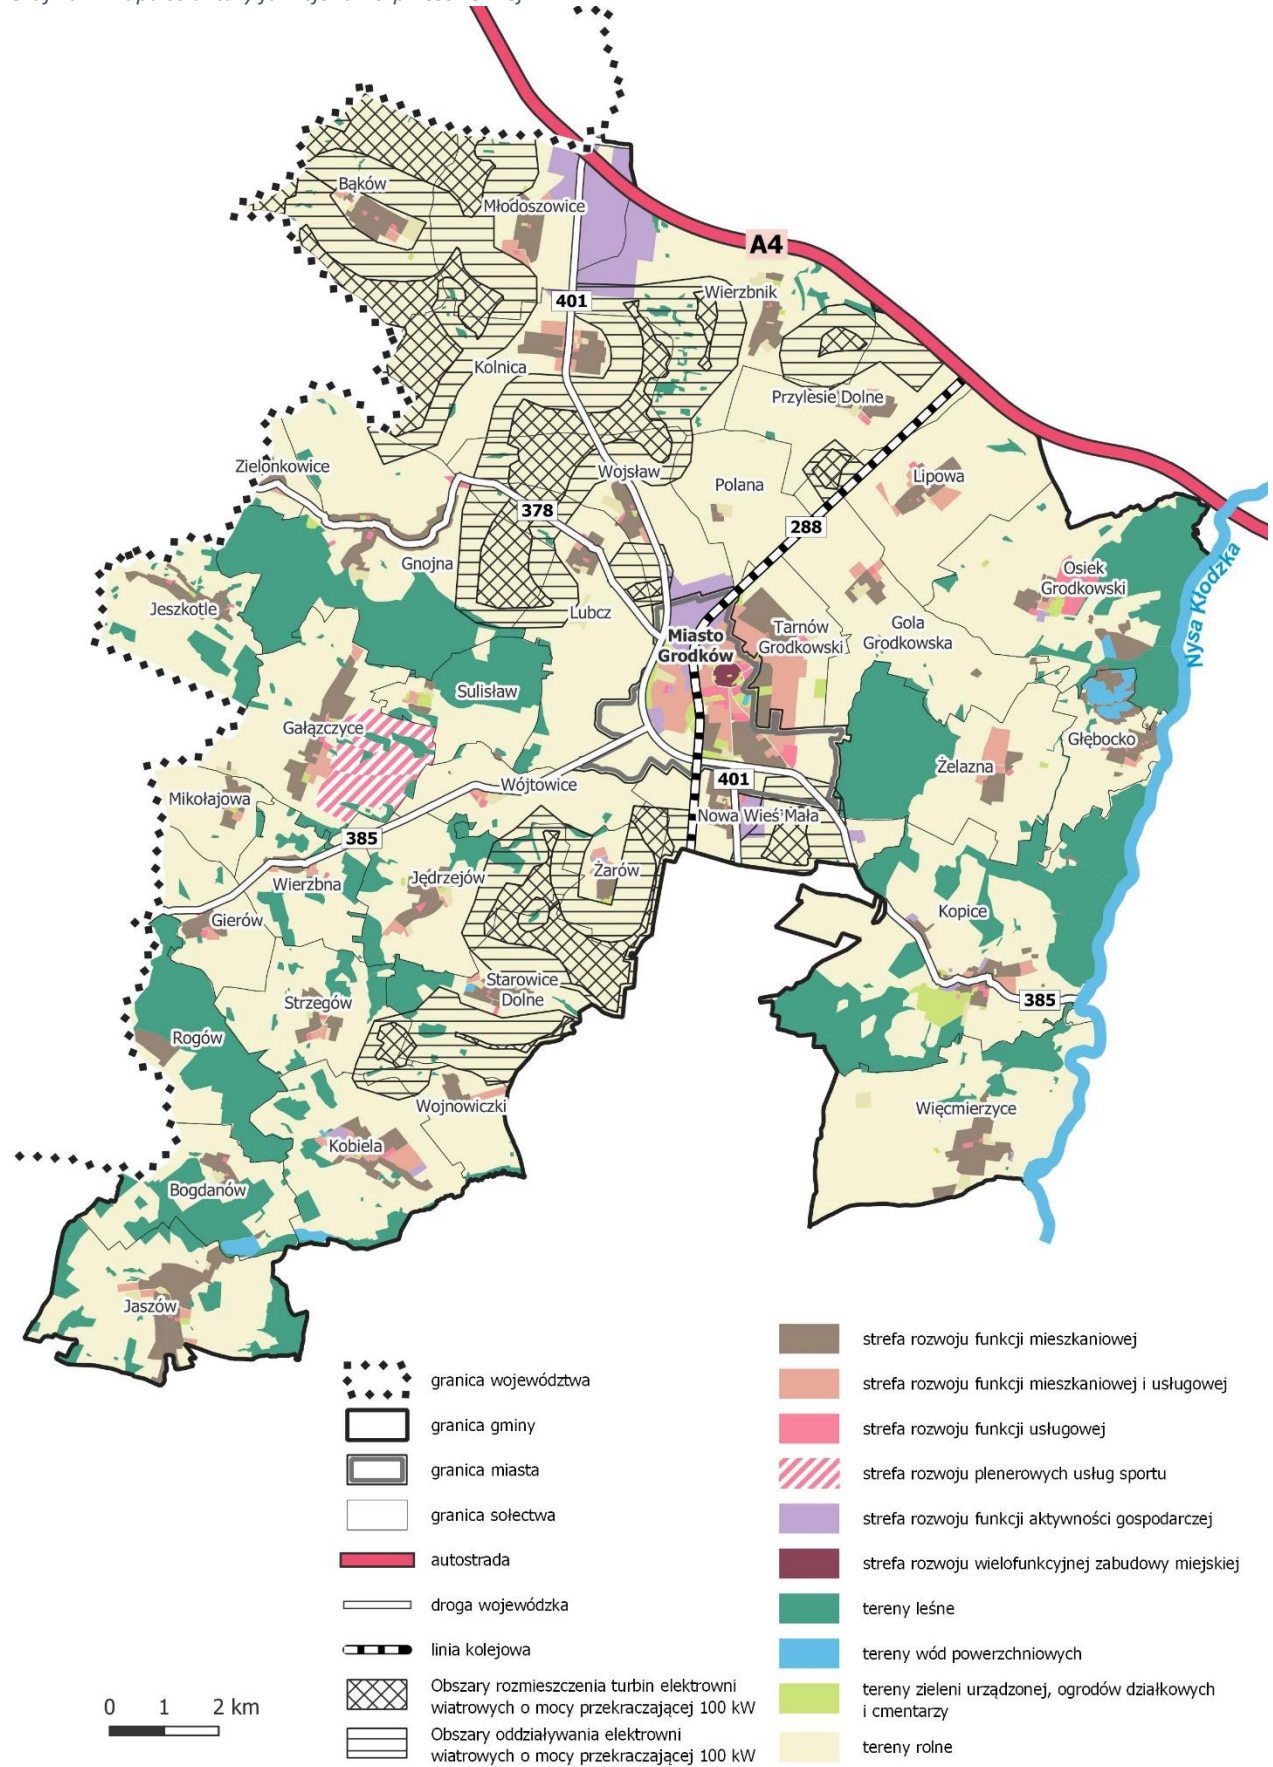 A4
Bąków
Młodoszowice
Wierzbnik
401
Kolnica
Przylesie Dolne
Zielonkowice
Wojsław
Lipowa
Polana
378
288
Gnojna
Osiek
Grodkowski
Nysa Kłodzka
Jeszkotle
Lubcz
Miasto
Grodków
Tarnów
Grodkowski
Gola
Grodkowska
Sulisław
Gałązczyce
Głębocko
Żelazna
Mikołajowa
Wójtowice
401
Nowa Wieś Mała
385
Wierzbna
Jędrzejów
Żarów
Gierów
Kopice
Starowice
Dolne
Strzegów
385
Rogów
Wojnowiczki
Więcmierzyce
Kobiela
Bogdanów
Jaszów
granica województwa
granica gminy
granica miasta
granica sołectwa
autostrada
droga wojewódzka
linia kolejowa
Obszary rozmieszczenia turbin elektrowni
wiatrowych o mocy przekraczającej 100 kW
Obszary oddziaływania elektrowni
wiatrowych o mocy przekraczającej 100 kW
strefa rozwoju funkcji mieszkaniowej
strefa rozwoju funkcji mieszkaniowej i usługowej
strefa rozwoju funkcji usługowej
strefa rozwoju plenerowych usług sportu
strefa rozwoju funkcji aktywności gospodarczej
strefa rozwoju wielofunkcyjnej zabudowy miejskiej
tereny leśne
tereny wód powierzchniowych
tereny zieleni urządzonej, ogrodów działkowych
i cmentarzy
tereny rolne
0 1 2 km